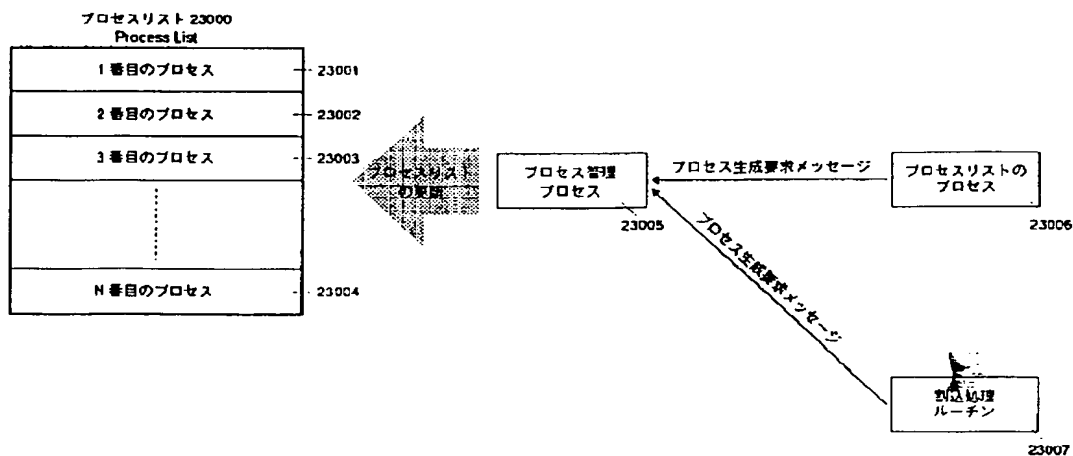 プロセスリスト 23000
Process List
1 番目のプロセス
23001
2 番目のプロセス
23002
3 番目のプロセス
23003
N 番目のプロセス
23004
プロセスリスト
の
プロセス管理
プロセス
23005
プロセス生成要求メッセージ
プロセスリストの
プロセス
23006
プロセス生成要求メッセージ
割込処理
ルーチン
23007